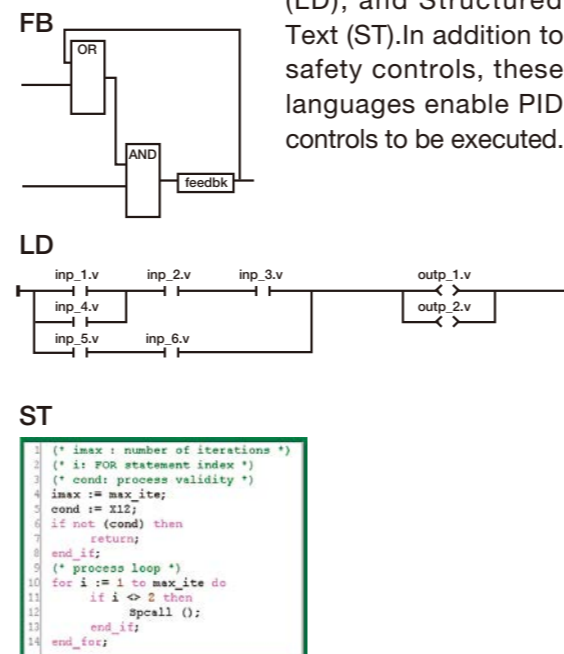 (LD), and Structured
Text (ST).In addition to
safety controls, these
languages enable PID
controls to be executed.
FB
OR
AND
feedbk
LD
inp_1.v inp_2.v inp_3.v outp_1.v
inp_4.v outp_2.v
inp_5.v inp_6.v
ST
1 (* imax : number of iterations *)
2 (* i: FOR statement index *)
3 (* cond: process validity *)
4 imax := max_ite;
5 cond := X12;
6 if not (cond) then
7 return;
8 end_if;
9 (* process loop *)
10 for i := 1 to max_ite do
11 if i <> 2 then
12 Spcall ();
13 end_if;
14 end_for;